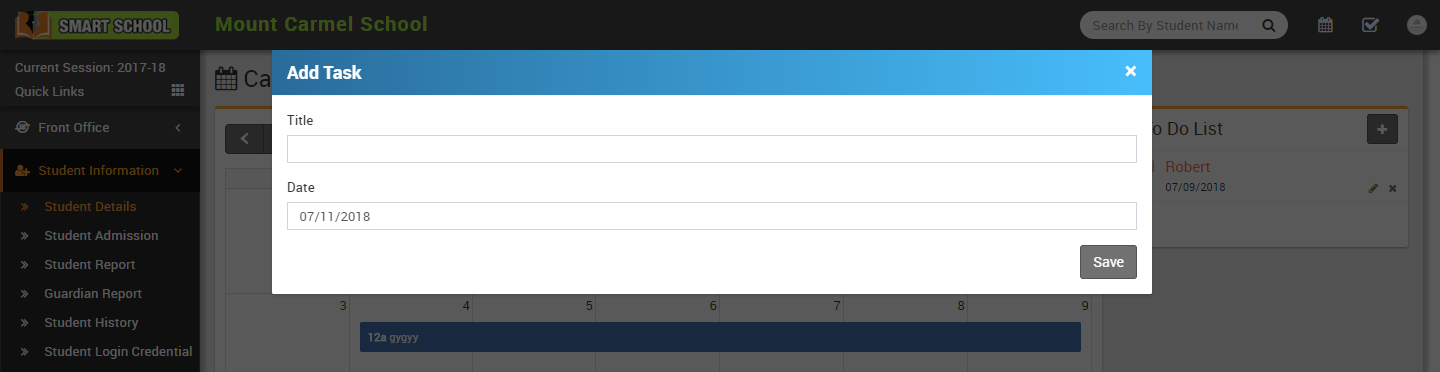 SMART SCHOOL
Mount Carmel School
Search By Student Name
Current Session: 2017-18
Quick Links
Front Office
Student Information
Student Details
Student Admission
Student Report
Guardian Report
Student History
Student Login Credential
Ca
Add Task
×
Title
Date
07/11/2018
Save
o Do List
+
Robert
07/09/2018
3 4 5 6 7 8 9
12a gygyy